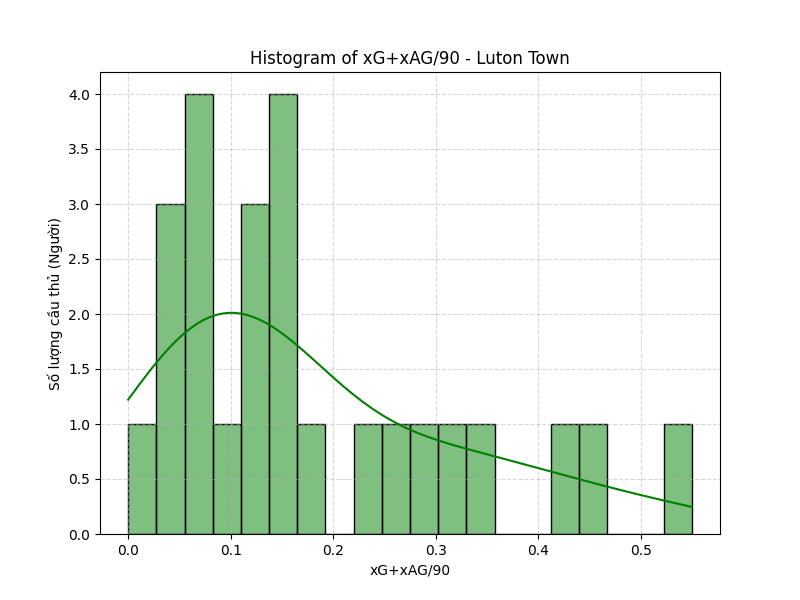 Histogram of xG+xAG/90 - Luton Town
Số lượng cầu thủ (Người)
4.0
3.5
3.0
2.5
2.0
1.5
1.0
0.5
0.0
0.0 0.1 0.2 0.3 0.4 0.5
xG+xAG/90